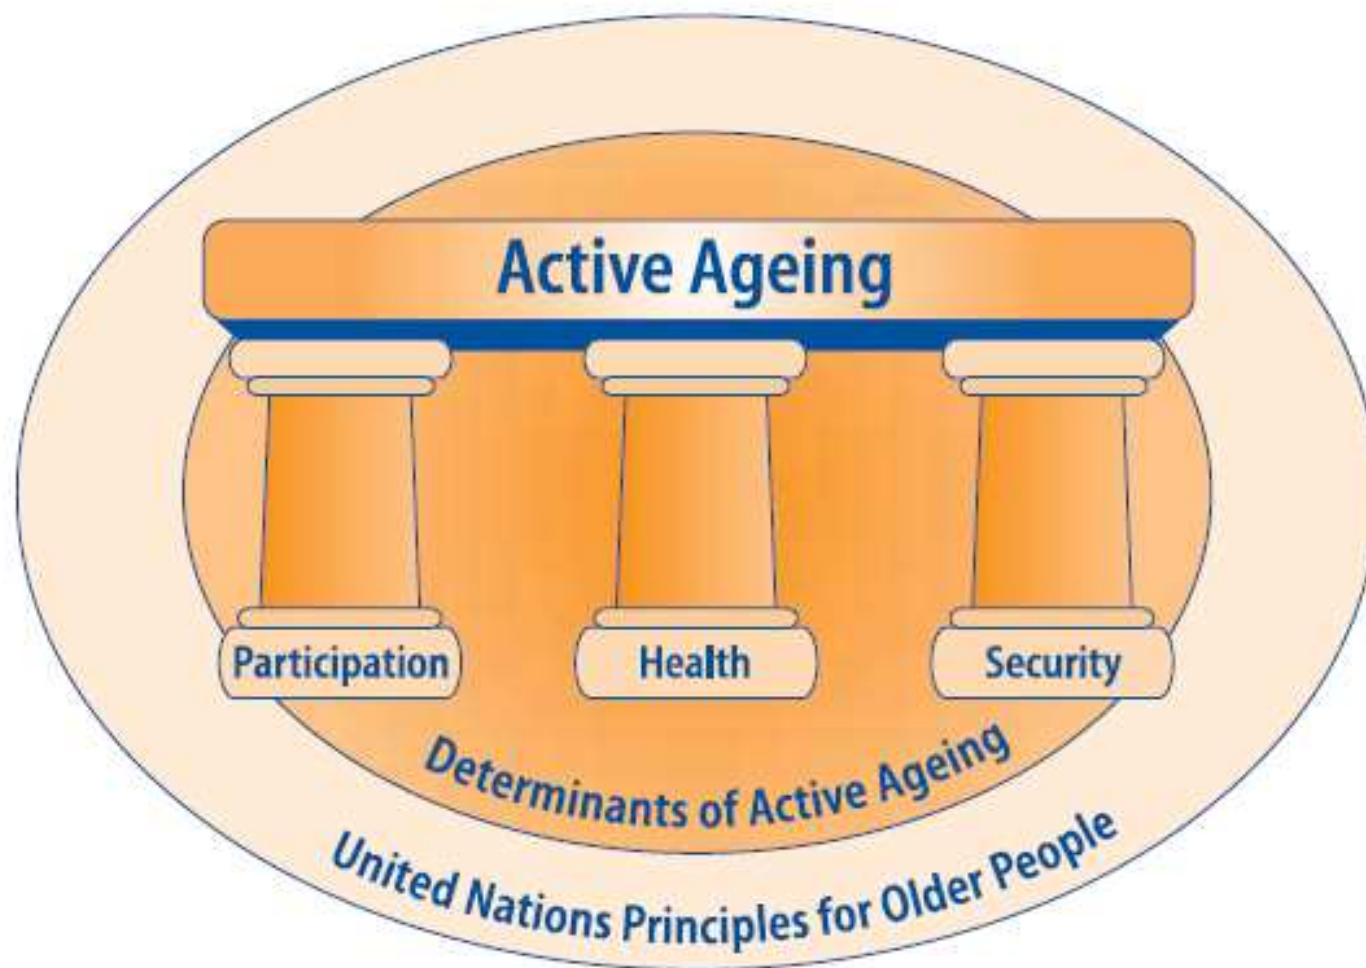 Active Ageing
Participation
Health
Security
Determinants of Active Ageing
United Nations Principles for Older People